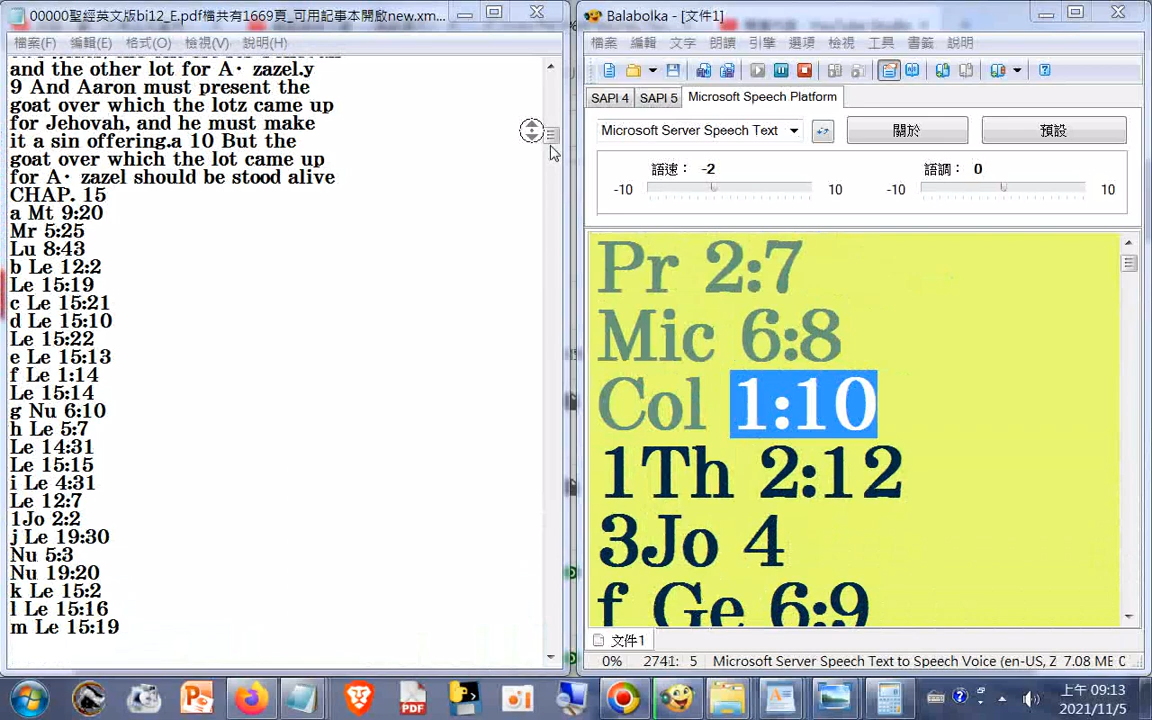 00000聖經英文版bi12_E.pdf檔共有1669頁_可用記事本開啟new.xm...
檔案(F) 編輯(E) 格式(O) 檢視(V) 說明(H)
and the other lot for A· zazel.y
9 And Aaron must present the
goat over which the lotz came up
for Jehovah, and he must make
it a sin offering.a 10 But the
goat over which the lot came up
for A· zazel should be stood alive
CHAP. 15
a Mt 9:20
Mr 5:25
Lu 8:43
b Le 12:2
Le 15:19
c Le 15:21
d Le 15:10
Le 15:22
e Le 15:13
f Le 1:14
Le 15:14
g Nu 6:10
h Le 5:7
Le 14:31
Le 15:15
i Le 4:31
Le 12:7
1Jo 2:2
j Le 19:30
Nu 5:3
Nu 19:20
k Le 15:2
l Le 15:16
m Le 15:19
Balabolka - [文件1]
檔案 編輯 文字 朗讀 引擎 選項 檢視 工具 書籤 說明
SAPI 4 SAPI 5 Microsoft Speech Platform
Microsoft Server Speech Text 關於 預設
語速: -2 語調: 0
-10 10 -10 10
Pr 2:7
Mic 6:8
Col 1:10
1Th 2:12
3Jo 4
f Ge 6:9
文件1
0% 2741: 5 Microsoft Server Speech Text to Speech Voice (en-US, Z 7.08 MB
PDF
上午 09:13
2021/11/5